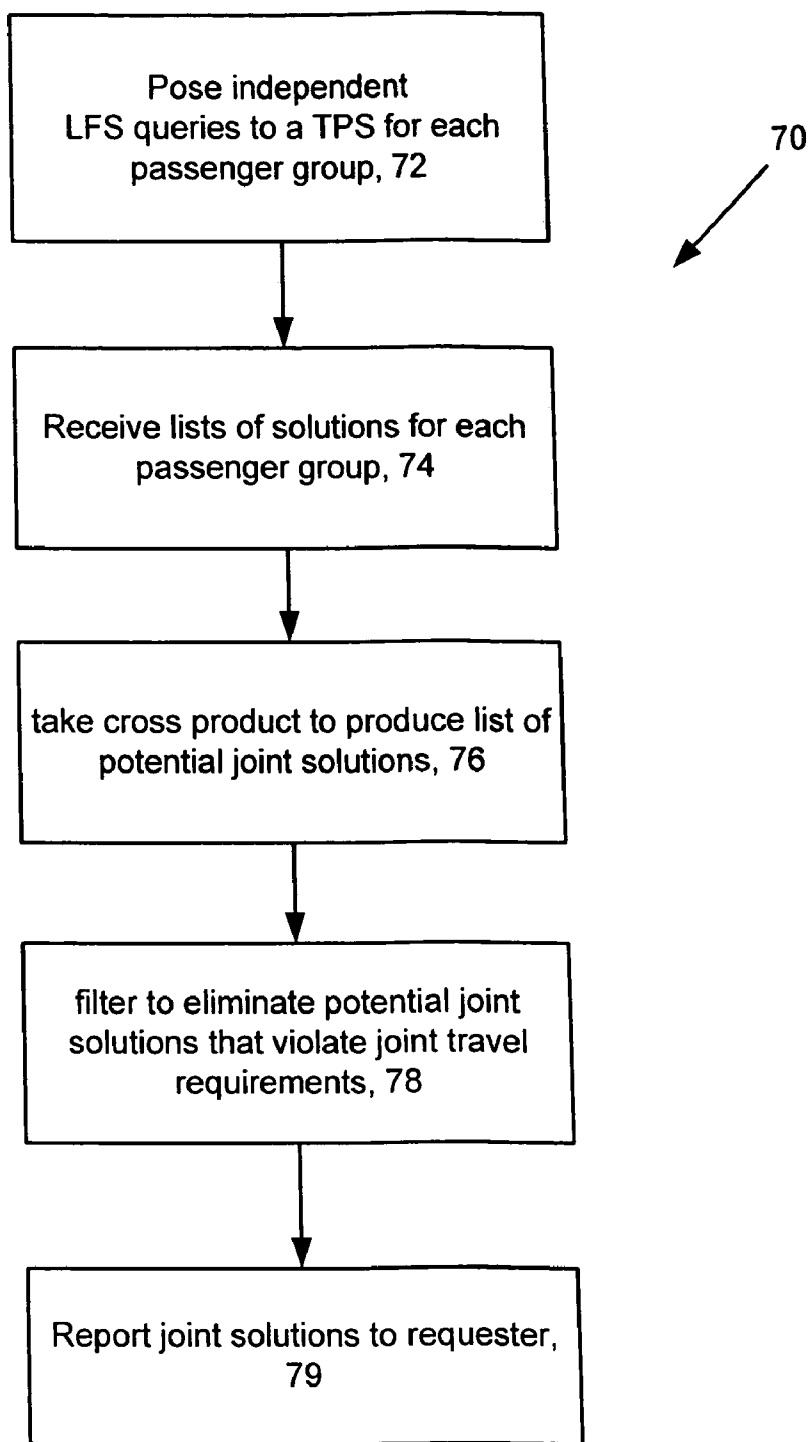 Pose independent
LFS queries to a TPS for each
passenger group, 72
70
Receive lists of solutions for each
passenger group, 74
take cross product to produce list of
potential joint solutions, 76
filter to eliminate potential joint
solutions that violate joint travel
requirements, 78
Report joint solutions to requester,
79